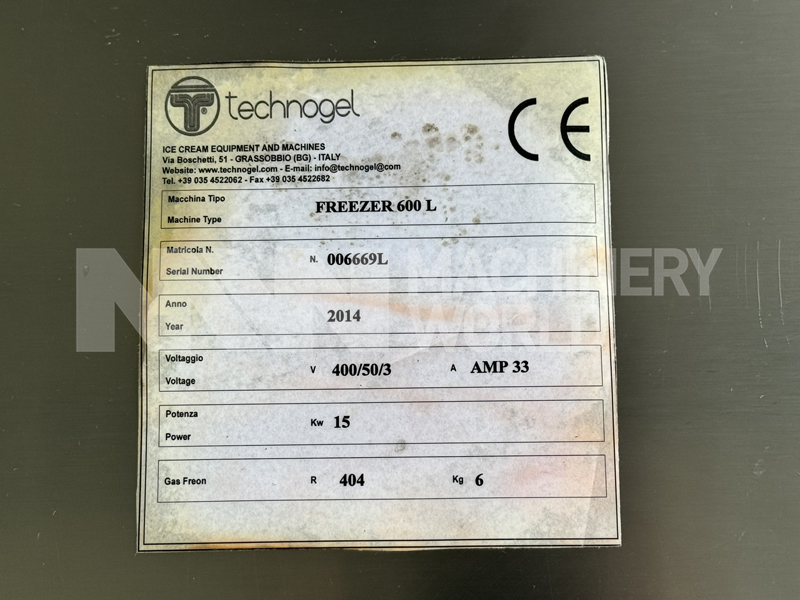 technogel
CE
ICE CREAM EQUIPMENT AND MACHINES
Via Boschetti, 51 - GRASSOBBIO (BG) - ITALY
Website: www.technogel.com - E-mail; info@technogel@com
Tel. +39 035 4522062 - Fax +39 035 4522682
Macchina Tipo
Machine Type
FREEZER 600 L
Matricola N.
Serial Number
N. 006669L
Anno
Year
2014
Voltaggio
Voltage
V 400/50/3 A AMP 33
Potenza
Power
Kw 15
Gas Freon R 404 Kg 6
MACHINERY
WORLD